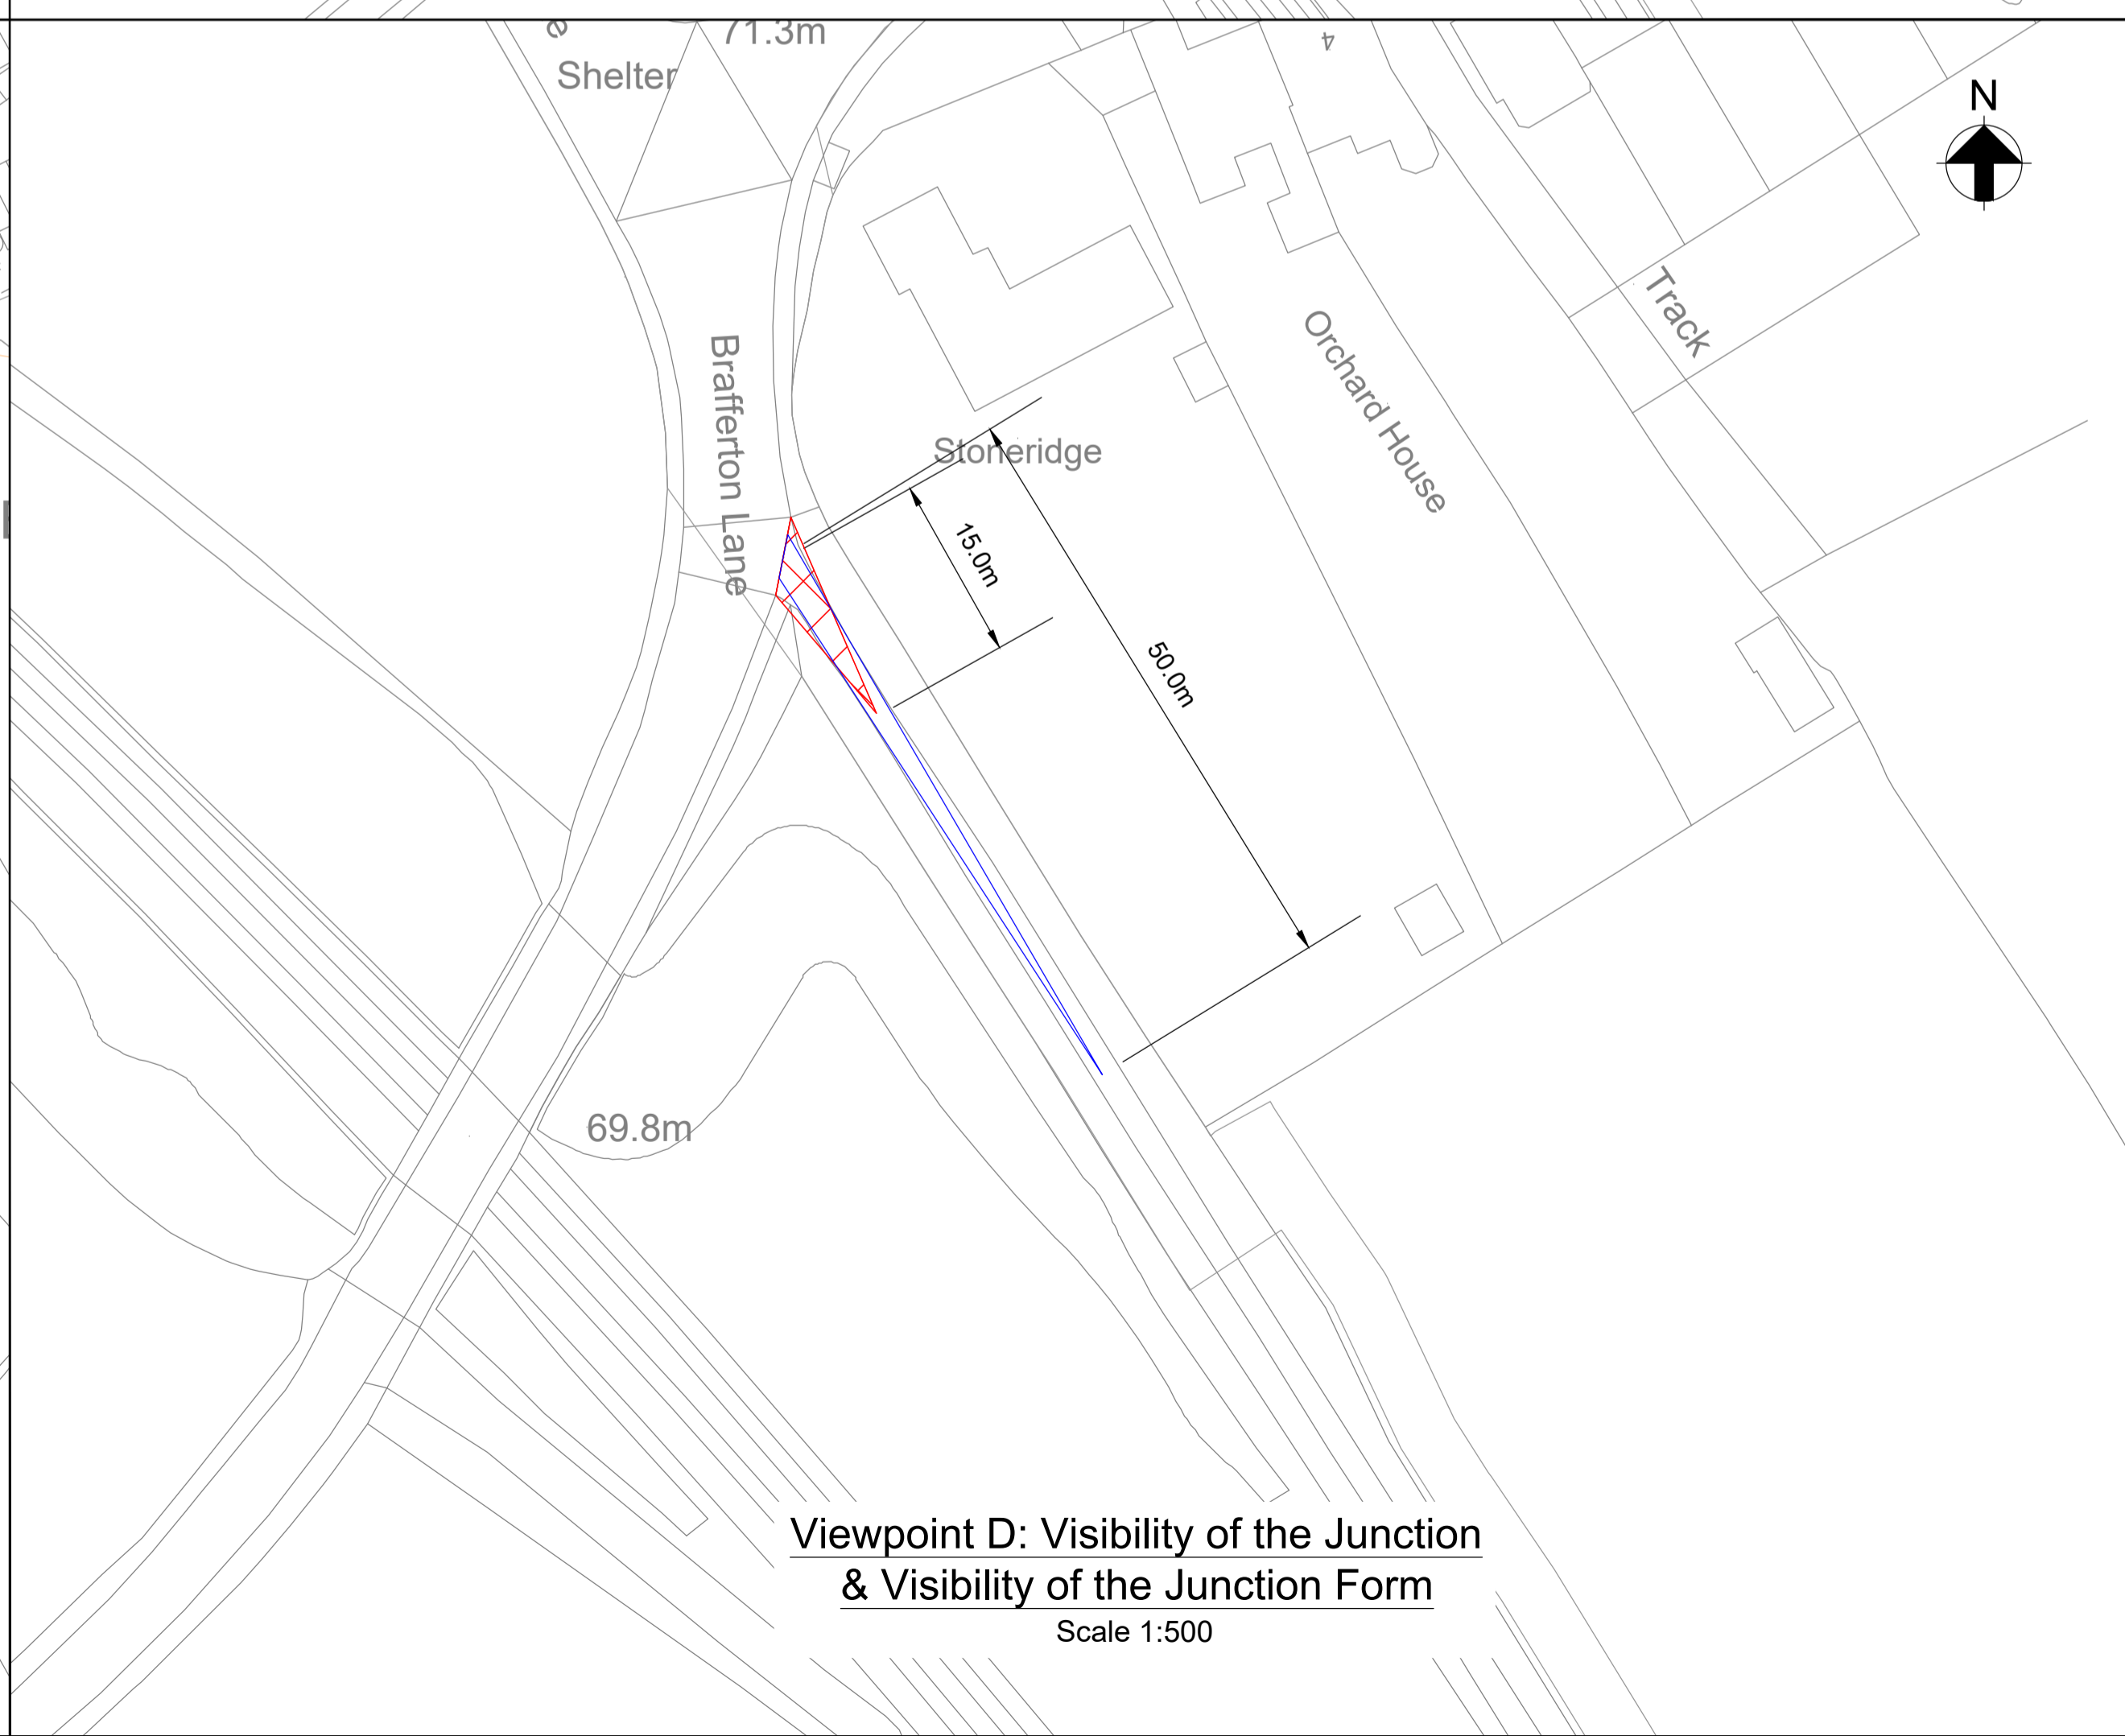 71.3m
e
Shelter
4
N
Track
Orchard House
Brafferton Lane
Stoneridge
15.0m
50.0m
69.8m
Viewpoint D: Visibility of the Junction
& Visibility of the Junction Form
Scale 1:500